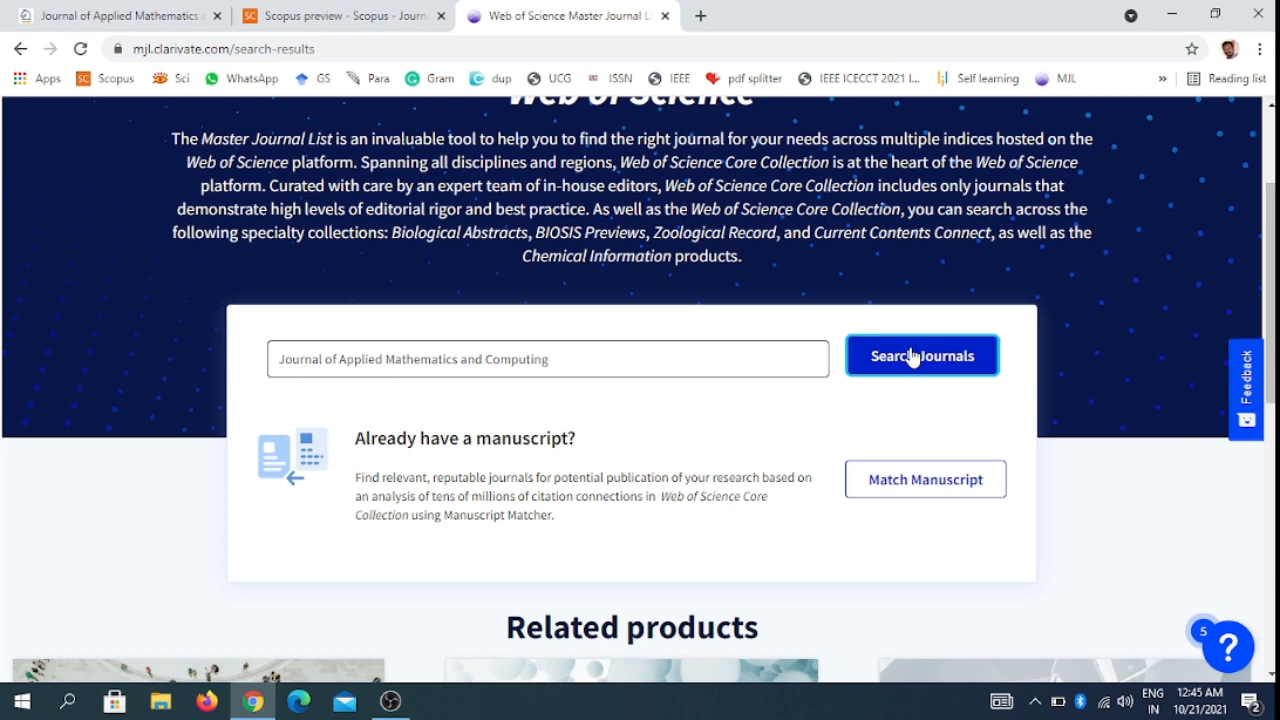 Journal of Applied Mathematics a
Scopus preview - Scopus - Journ
Web of Science Master Journal L
mjl.clarivate.com/search-results
Apps
SC Scopus
Sci
WhatsApp
GS
Para
Gram
dup
UCG
ISSN
IEEE
pdf splitter
IEEE ICECCT 2021 I...
Self learning
MJL
»
Reading list
Web of Science
The Master Journal List is an invaluable tool to help you to find the right journal for your needs across multiple indices hosted on the
Web of Science platform. Spanning all disciplines and regions, Web of Science Core Collection is at the heart of the Web of Science
platform. Curated with care by an expert team of in-house editors, Web of Science Core Collection includes only journals that
demonstrate high levels of editorial rigor and best practice. As well as the Web of Science Core Collection, you can search across the
following specialty collections: Biological Abstracts, BIOSIS Previews, Zoological Record, and Current Contents Connect, as well as the
Chemical Information products.
Journal of Applied Mathematics and Computing
Search Journals
Feedback
Already have a manuscript?
Find relevant, reputable journals for potential publication of your research based on
an analysis of tens of millions of citation connections in Web of Science Core
Collection using Manuscript Matcher.
Match Manuscript
Related products
5
?
ENG
IN
12:45 AM
10/21/2021
2